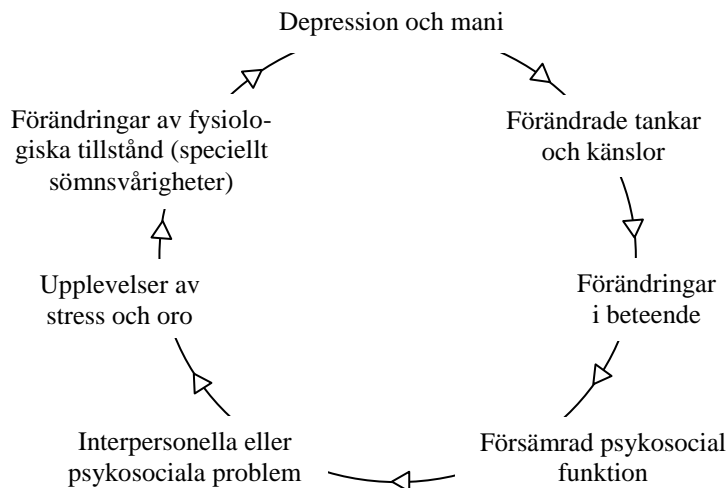 Depression och mani
Förändrade tankar
och känslor
Förändringar
i beteende
Försämrad psykosocial
funktion
Interpersonella eller
psykosociala problem
Upplevelser av
stress och oro
Förändringar av fysiolo-
giska tillstånd (speciellt
sömnsvårigheter)